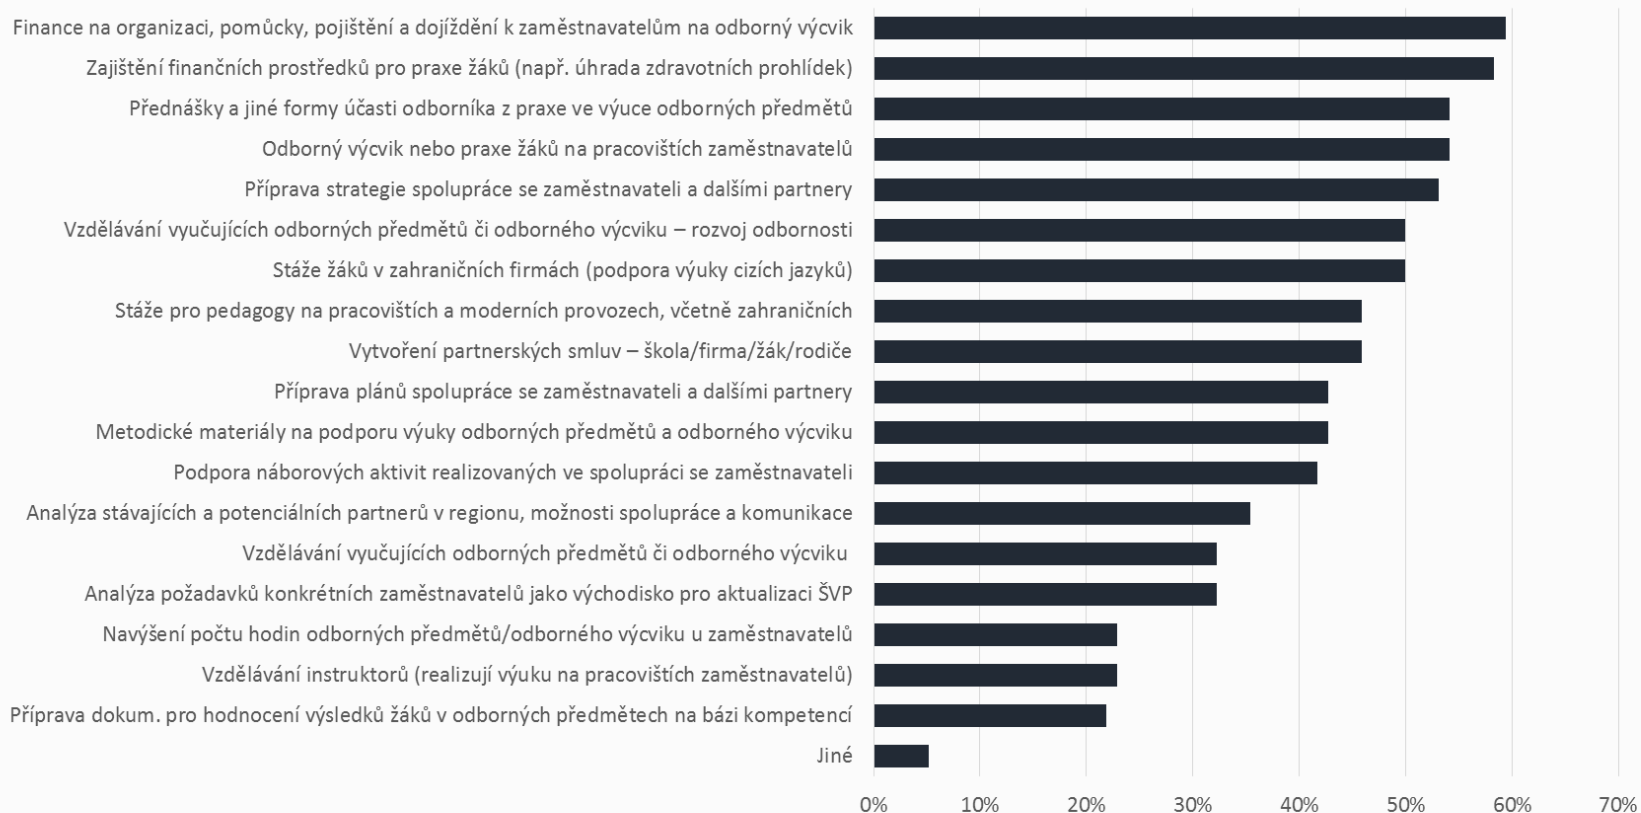 Finance na organizaci, pomůcky, pojištění a dojíždění k zaměstnavatelům na odborný výcvik
Zajištění finančních prostředků pro praxe žáků (např. úhrada zdravotních prohlídek)
Přednášky a jiné formy účasti odborníka z praxe ve výuce odborných předmětů
Odborný výcvik nebo praxe žáků na pracovištích zaměstnavatelů
Příprava strategie spolupráce se zaměstnavateli a dalšími partnery
Vzdělávání vyučujících odborných předmětů či odborného výcviku – rozvoj odbornosti
Stáže žáků v zahraničních firmách (podpora výuky cizích jazyků)
Stáže pro pedagogy na pracovištích a moderních provozech, včetně zahraničních
Vytvoření partnerských smluv – škola/firma/žák/rodiče
Příprava plánů spolupráce se zaměstnavateli a dalšími partnery
Metodické materiály na podporu výuky odborných předmětů a odborného výcviku
Podpora náborových aktivit realizovaných ve spolupráci se zaměstnavateli
Analýza stávajících a potenciálních partnerů v regionu, možnosti spolupráce a komunikace
Vzdělávání vyučujících odborných předmětů či odborného výcviku
Analýza požadavků konkrétních zaměstnavatelů jako východisko pro aktualizaci ŠVP
Navýšení počtu hodin odborných předmětů/odborného výcviku u zaměstnavatelů
Vzdělávání instruktorů (realizují výuku na pracovištích zaměstnavatelů)
Příprava dokum. pro hodnocení výsledků žáků v odborných předmětech na bázi kompetencí
Jiné
0% 10% 20% 30% 40% 50% 60% 70%